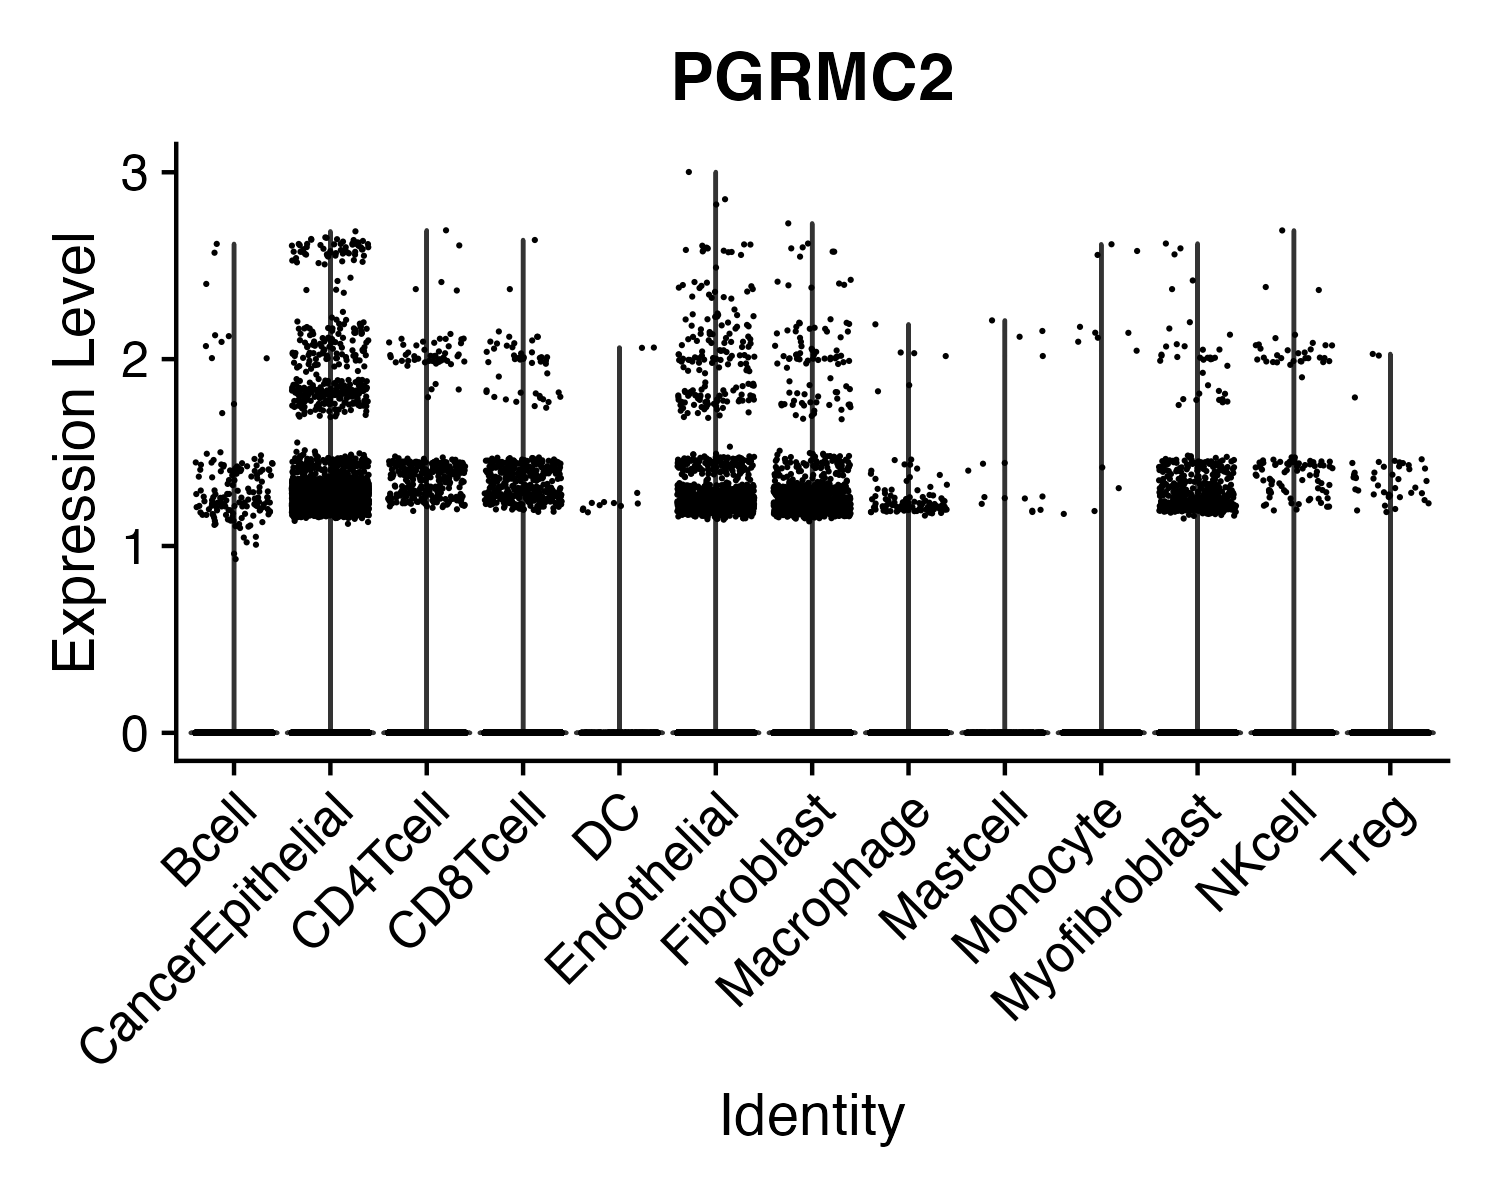 PGRMC2
Expression Level
3
2
1
0
Bcell
CancerEpithelial
CD4Tcell
CD8Tcell
DC
Endothelial
Fibroblast
Macrophage
Mastcell
Monocyte
Myofibroblast
NKcell
Treg
Identity